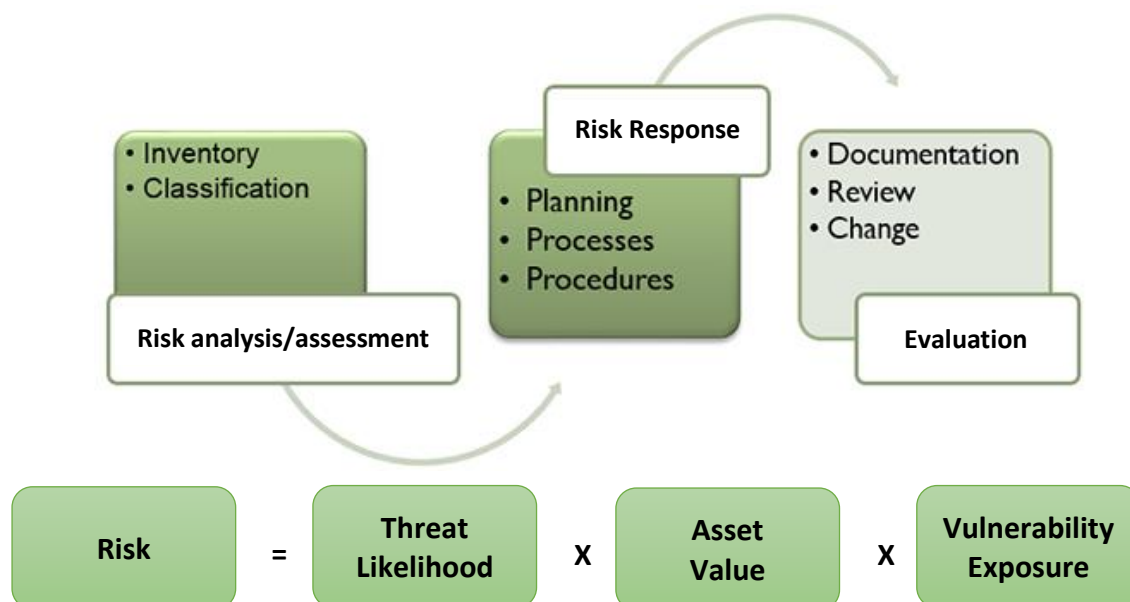 • Inventory
• Classification
Risk analysis/assessment
Risk Response
• Planning
• Processes
• Procedures
• Documentation
• Review
• Change
Evaluation
Risk
=
Threat
Likelihood
X
Asset
Value
X
Vulnerability
Exposure